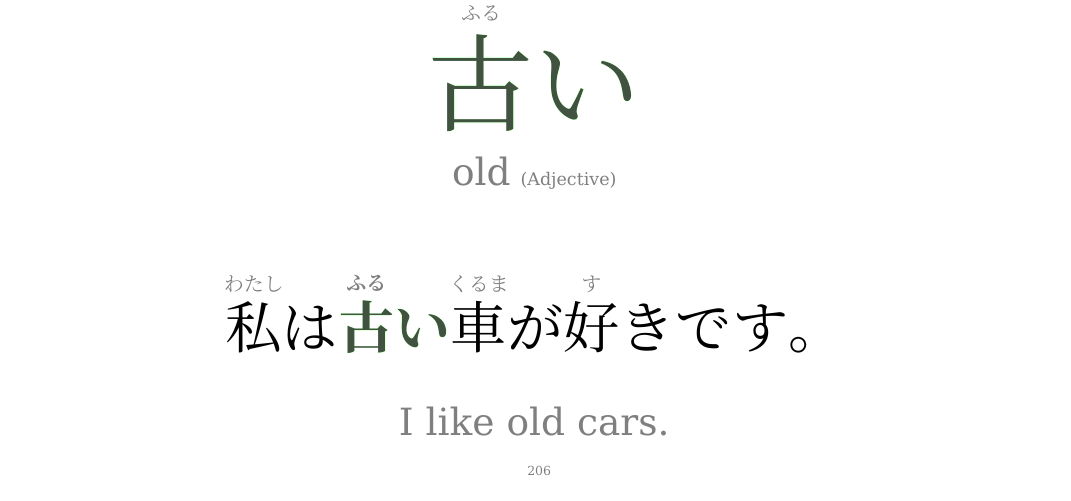 ふる
古い
old (Adjective)
わたし ふる くるま す
私は古い車が好きです。
I like old cars.
206